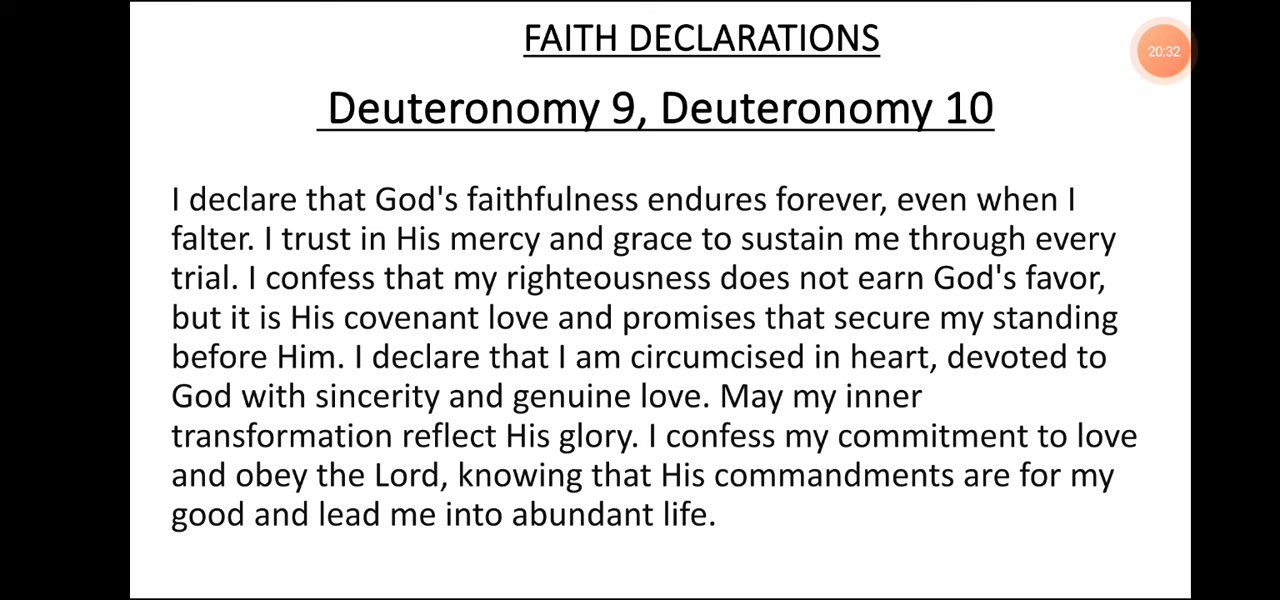 FAITH DECLARATIONS
20:32
Deuteronomy 9, Deuteronomy 10
I declare that God's faithfulness endures forever, even when I
falter. I trust in His mercy and grace to sustain me through every
trial. I confess that my righteousness does not earn God's favor,
but it is His covenant love and promises that secure my standing
before Him. I declare that I am circumcised in heart, devoted to
God with sincerity and genuine love. May my inner
transformation reflect His glory. I confess my commitment to love
and obey the Lord, knowing that His commandments are for my
good and lead me into abundant life.